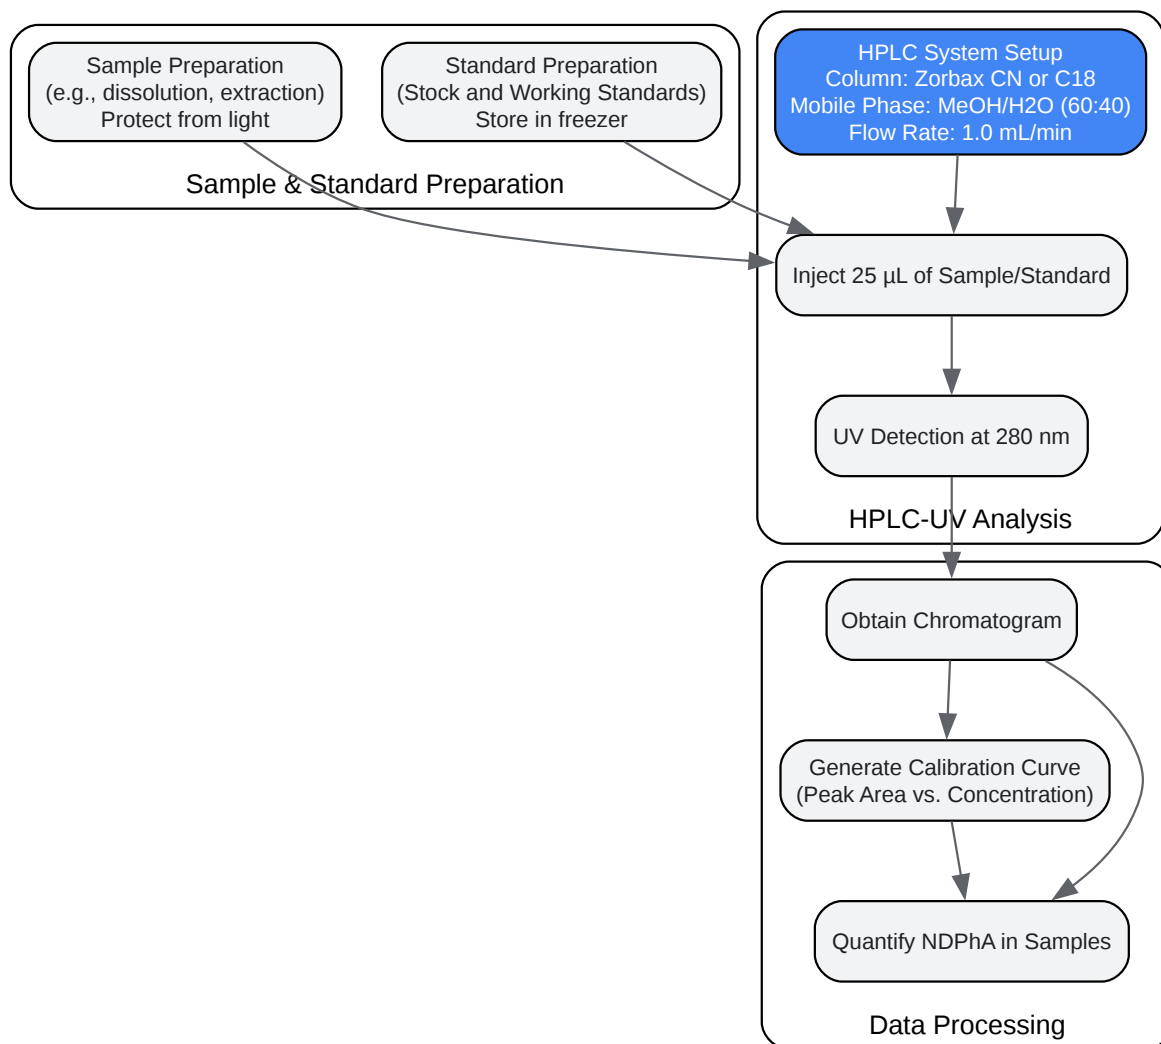 Sample Preparation
(e.g., dissolution, extraction)
Protect from light
Standard Preparation
(Stock and Working Standards)
Store in freezer
Sample & Standard Preparation
HPLC System Setup
Column: Zorbax CN or C18
Mobile Phase: MeOH/H2O (60:40)
Flow Rate: 1.0 mL/min
Inject 25 µL of Sample/Standard
UV Detection at 280 nm
HPLC-UV Analysis
Obtain Chromatogram
Generate Calibration Curve
(Peak Area vs. Concentration)
Quantify NDPhA in Samples
Data Processing